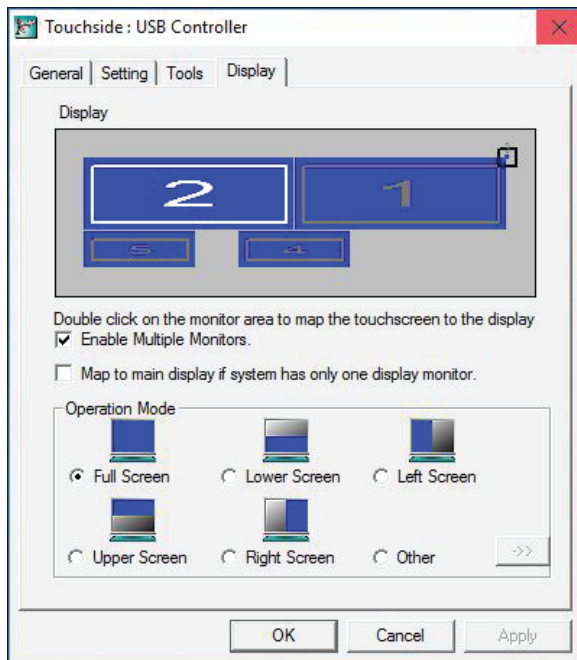 Touchside : USB Controller
General Setting Tools Display
Display
2 1
5 4
Double click on the monitor area to map the touchscreen to the display
Enable Multiple Monitors.
Map to main display if system has only one display monitor.
Operation Mode
Full Screen Lower Screen Left Screen
Upper Screen Right Screen Other
->>
OK Cancel Apply